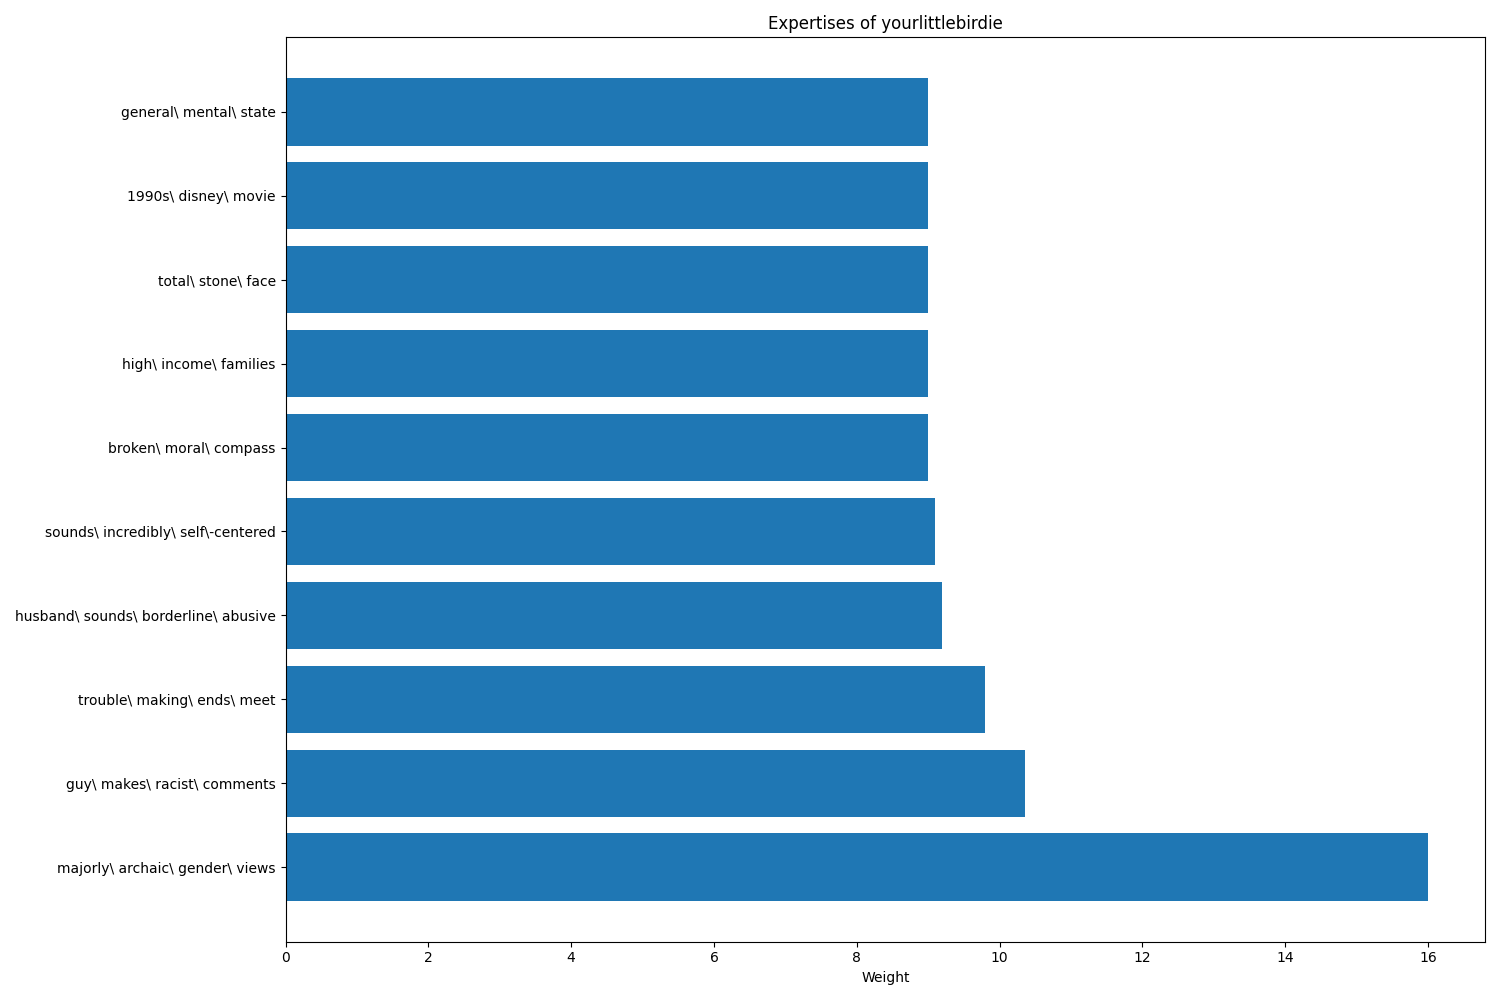 Expertises of yourlittlebirdie
general\ mental\ state
1990s\ disney\ movie
total\ stone\ face
high\ income\ families
broken\ moral\ compass
sounds\ incredibly\ self\-centered
husband\ sounds\ borderline\ abusive
trouble\ making\ ends\ meet
guy\ makes\ racist\ comments
majorly\ archaic\ gender\ views
0 2 4 6 8 10 12 14 16
Weight